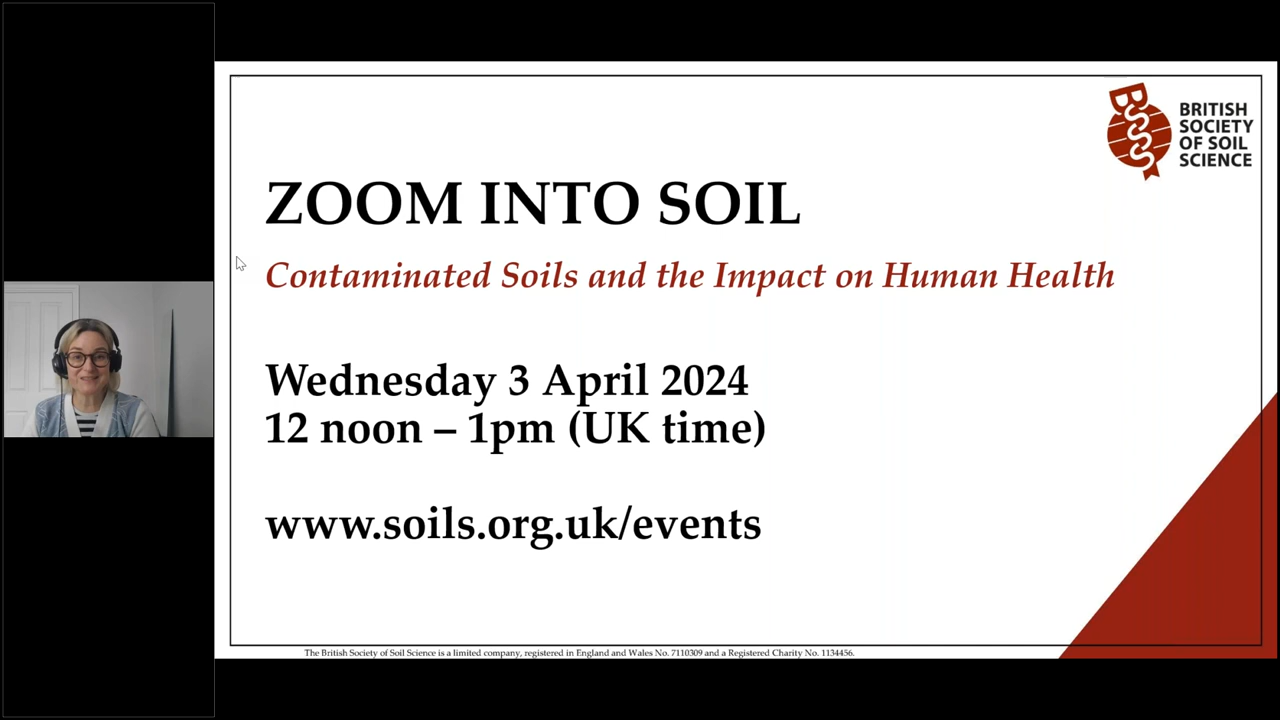 BSSS
BRITISH
SOCIETY
OF SOIL
SCIENCE
ZOOM INTO SOIL
Contaminated Soils and the Impact on Human Health
Wednesday 3 April 2024
12 noon – 1pm (UK time)
www.soils.org.uk/events
The British Society of Soil Science is a limited company, registered in England and Wales No. 7110309 and a Registered Charity No. 1134456.